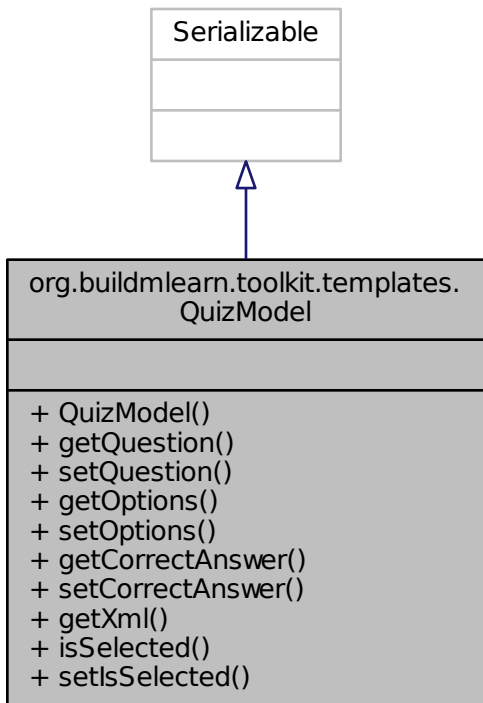 Serializable
org.buildmlearn.toolkit.templates.
QuizModel
+ QuizModel()
+ getQuestion()
+ setQuestion()
+ getOptions()
+ setOptions()
+ getCorrectAnswer()
+ setCorrectAnswer()
+ getXml()
+ isSelected()
+ setIsSelected()